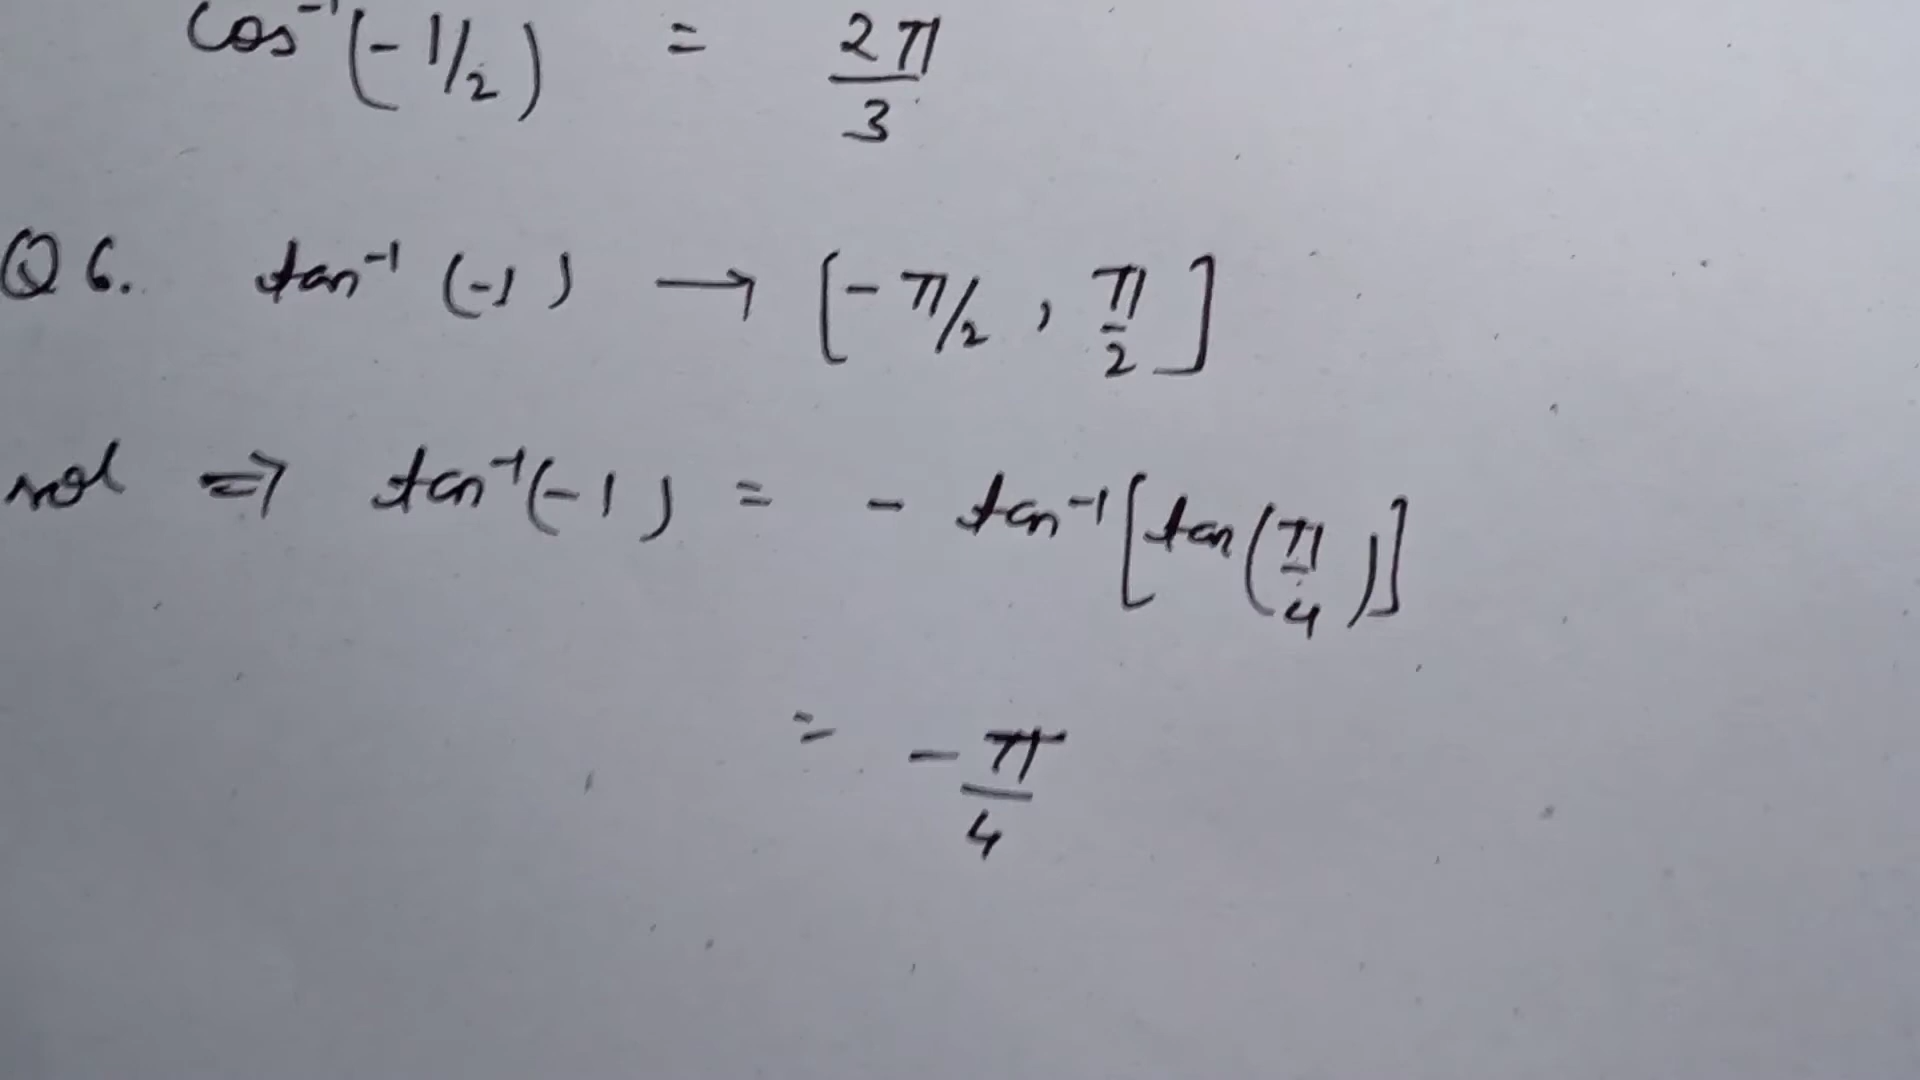 cos⁻¹(-1/2) = 2π/3
Q 6. tan⁻¹ (-1) → [-π/2, π/2]
sol ⇒ tan⁻¹(-1) = - tan⁻¹[tan(π/4)]
= -π/4